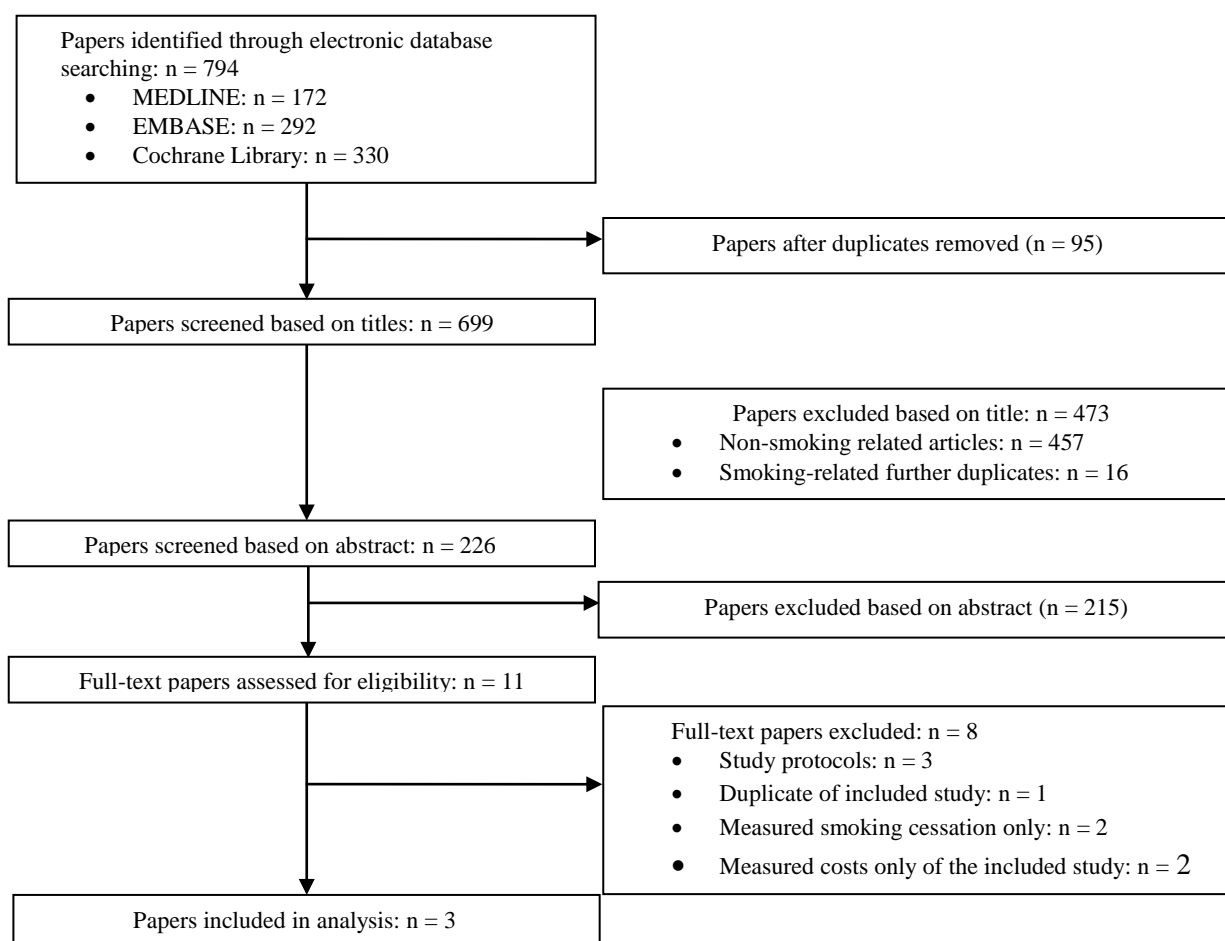 Papers identified through electronic database
searching: n = 794
• MEDLINE: n = 172
• EMBASE: n = 292
• Cochrane Library: n = 330
Papers after duplicates removed (n = 95)
Papers screened based on titles: n = 699
Papers excluded based on title: n = 473
• Non-smoking related articles: n = 457
• Smoking-related further duplicates: n = 16
Papers screened based on abstract: n = 226
Papers excluded based on abstract (n = 215)
Full-text papers assessed for eligibility: n = 11
Full-text papers excluded: n = 8
• Study protocols: n = 3
• Duplicate of included study: n = 1
• Measured smoking cessation only: n = 2
• Measured costs only of the included study: n = 2
Papers included in analysis: n = 3